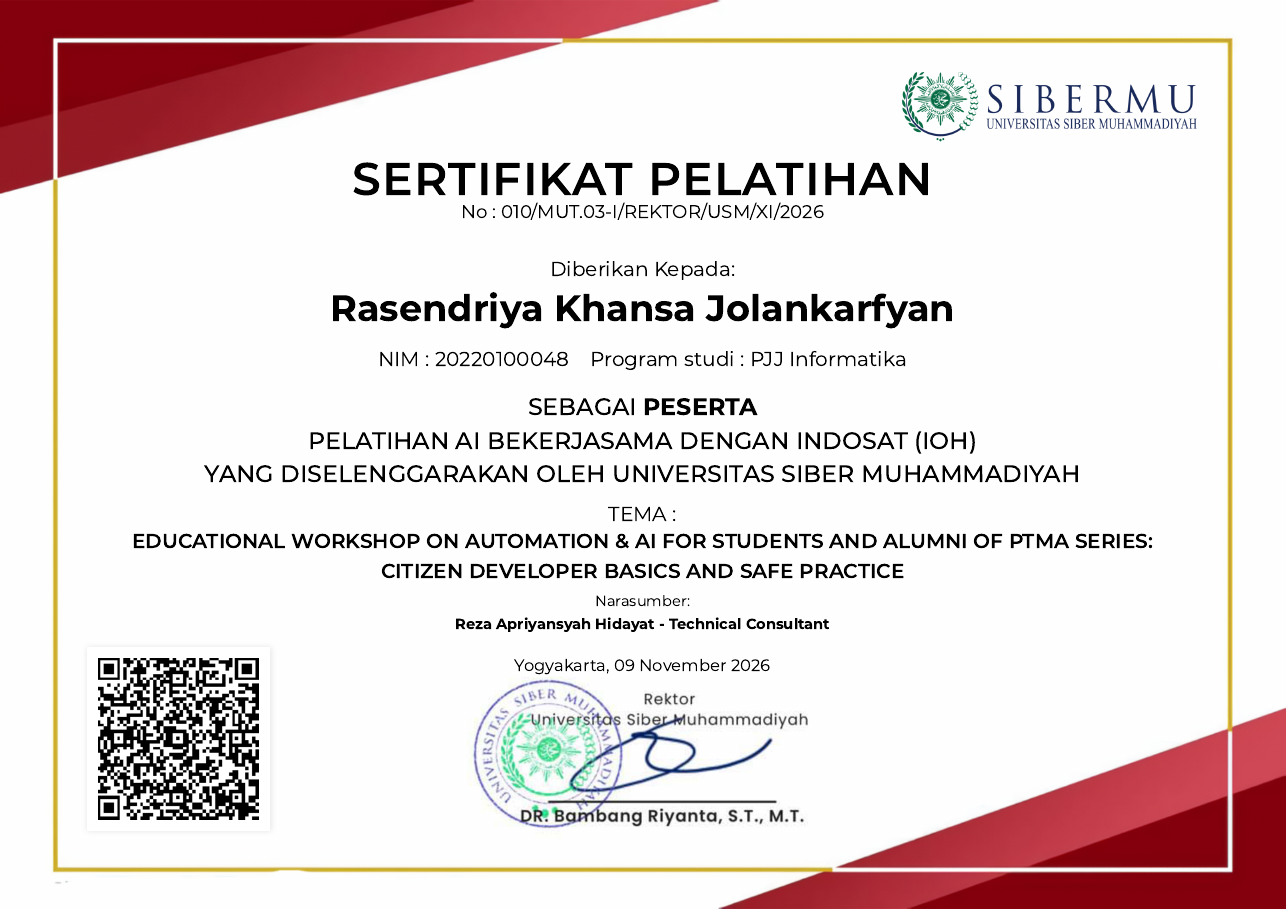 SIBERMU
UNIVERSITAS SIBER MUHAMMADIYAH
SERTIFIKAT PELATIHAN
No : 010/MUT.03-I/REKTOR/USM/XI/2026
Diberikan Kepada:
Rasendriya Khansa Jolankarfyan
NIM : 20220100048 Program studi : PJJ Informatika
SEBAGAI PESERTA
PELATIHAN AI BEKERJASAMA DENGAN INDOSAT (IOH)
YANG DISELENGGARAKAN OLEH UNIVERSITAS SIBER MUHAMMADIYAH
TEMA :
EDUCATIONAL WORKSHOP ON AUTOMATION & AI FOR STUDENTS AND ALUMNI OF PTMA SERIES:
CITIZEN DEVELOPER BASICS AND SAFE PRACTICE
Narasumber:
Reza Apriyansyah Hidayat - Technical Consultant
Yogyakarta, 09 November 2026
Rektor
Universitas Siber Muhammadiyah
UNIVERSITAS SIBER MUHAMMADIYAH
DR. Bambang Riyanta, S.T., M.T.